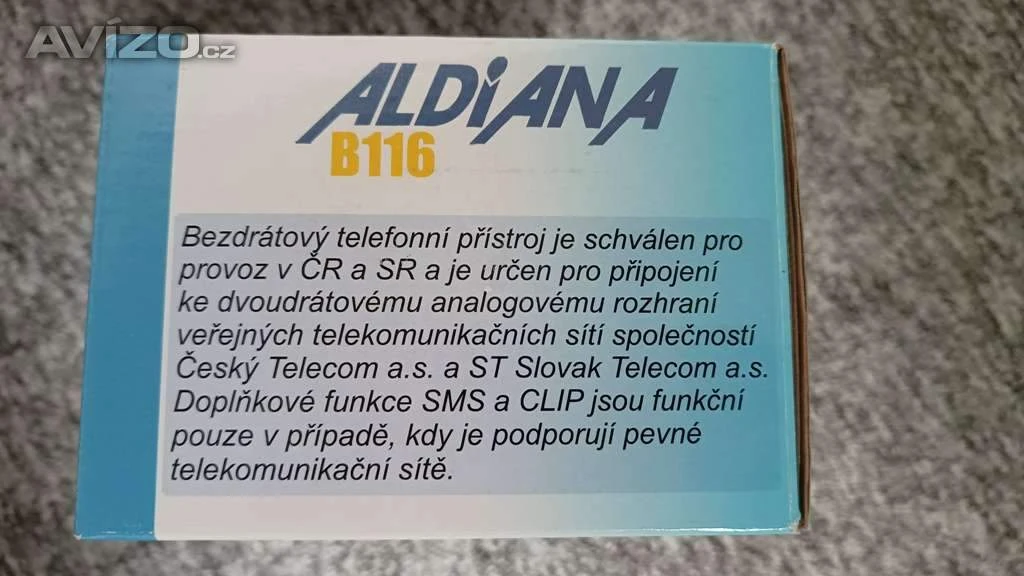 AVÍZO.cz
ALDiANA
B116
Bezdrátový telefonní přístroj je schválen pro
provoz v ČR a SR a je určen pro připojení
ke dvoudrátovému analogovému rozhraní
veřejných telekomunikačních sítí společností
Český Telecom a.s. a ST Slovak Telecom a.s.
Doplňkové funkce SMS a CLIP jsou funkční
pouze v případě, kdy je podporují pevné
telekomunikační sítě.